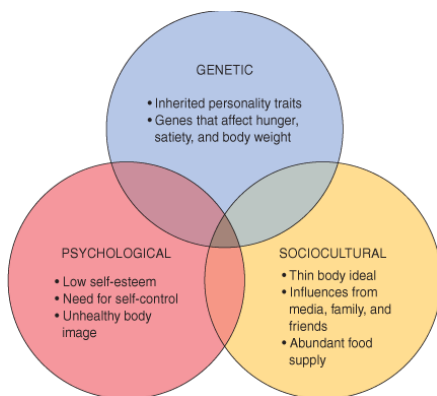 GENETIC
• Inherited personality traits
• Genes that affect hunger,
satiety, and body weight
PSYCHOLOGICAL
• Low self-esteem
• Need for self-control
• Unhealthy body
image
SOCIOCULTURAL
• Thin body ideal
• Influences from
media, family, and
friends
• Abundant food
supply